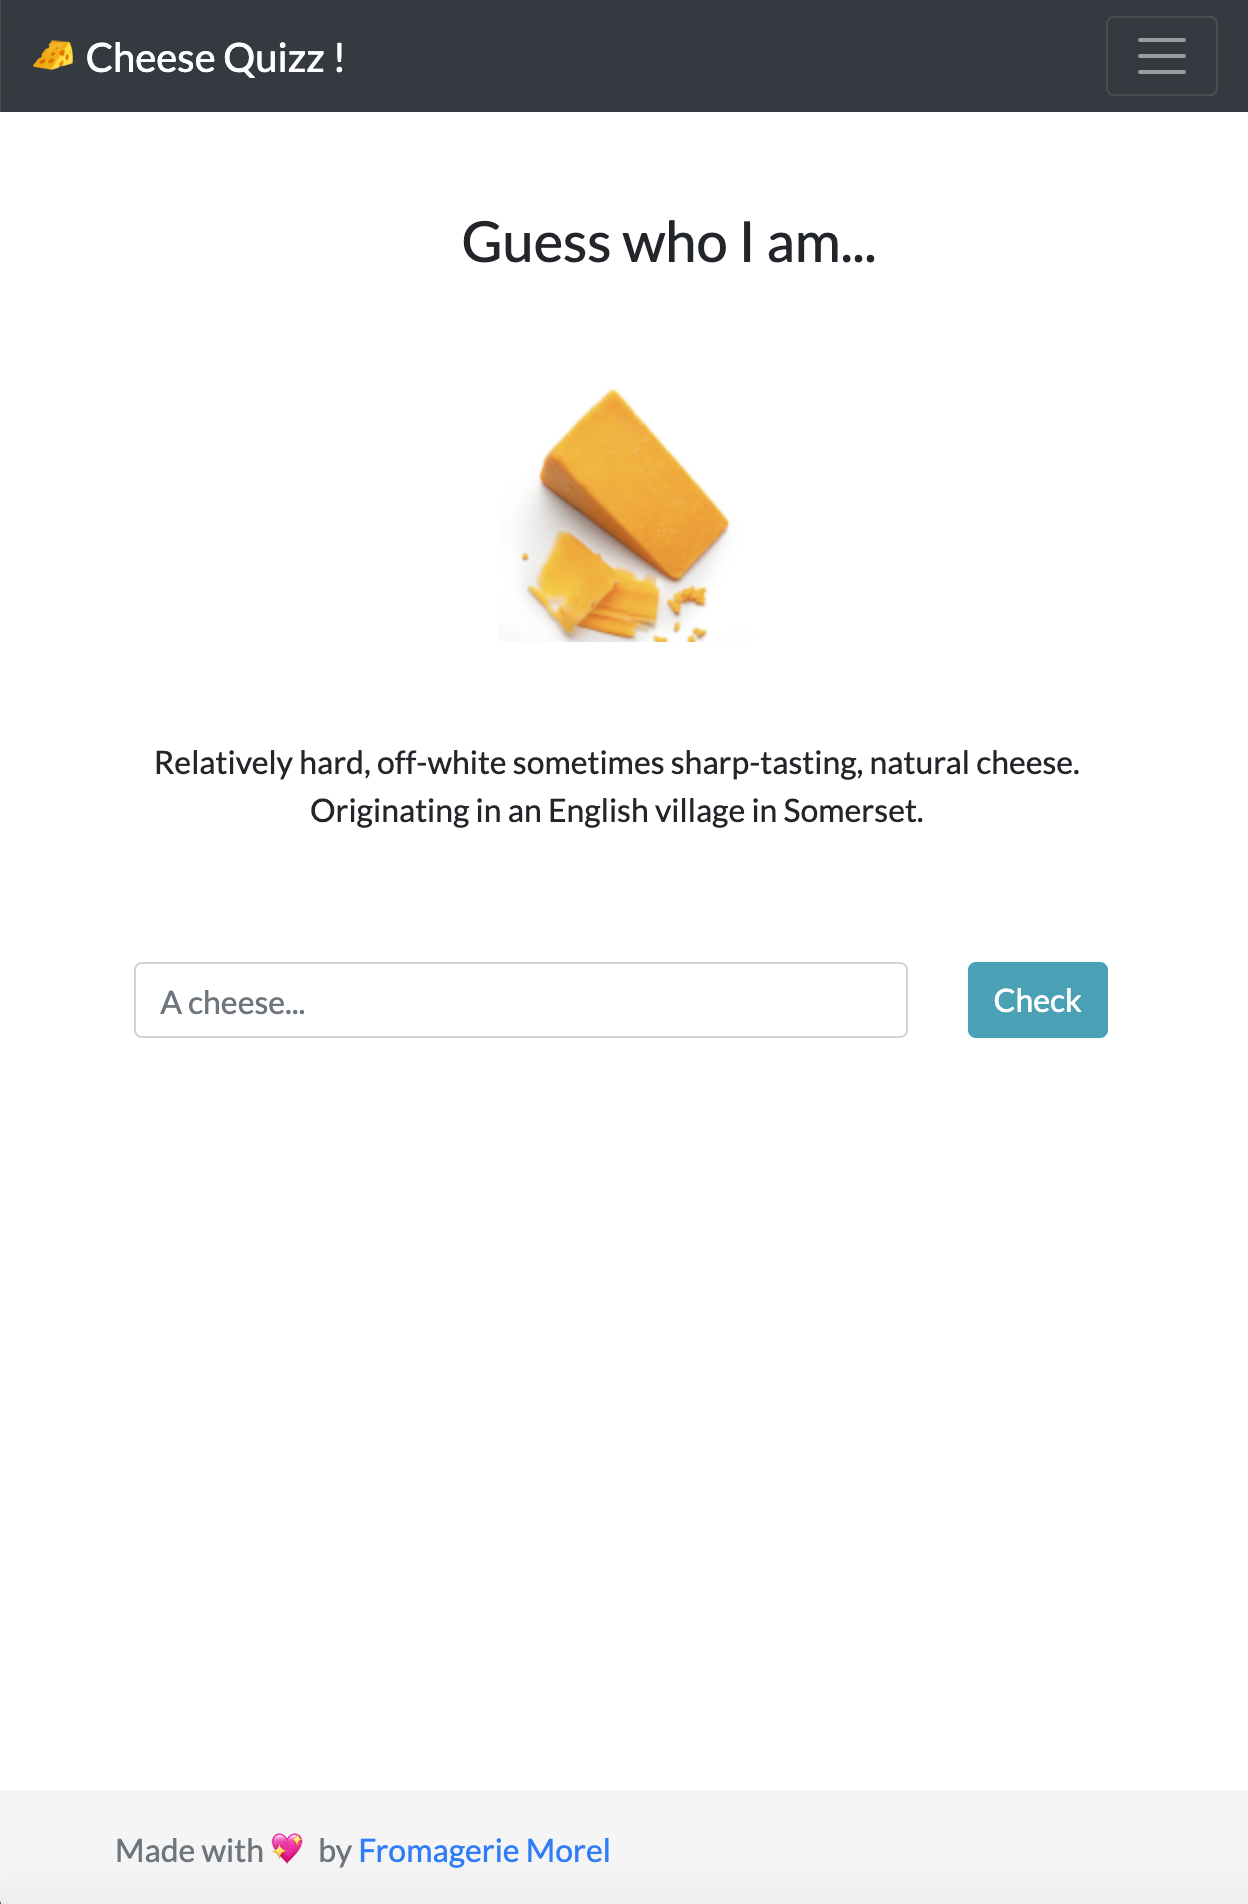 🧀 Cheese Quizz !
Guess who I am...
Relatively hard, off-white sometimes sharp-tasting, natural cheese.
Originating in an English village in Somerset.
A cheese...
Check
Made with 💖 by Fromagerie Morel